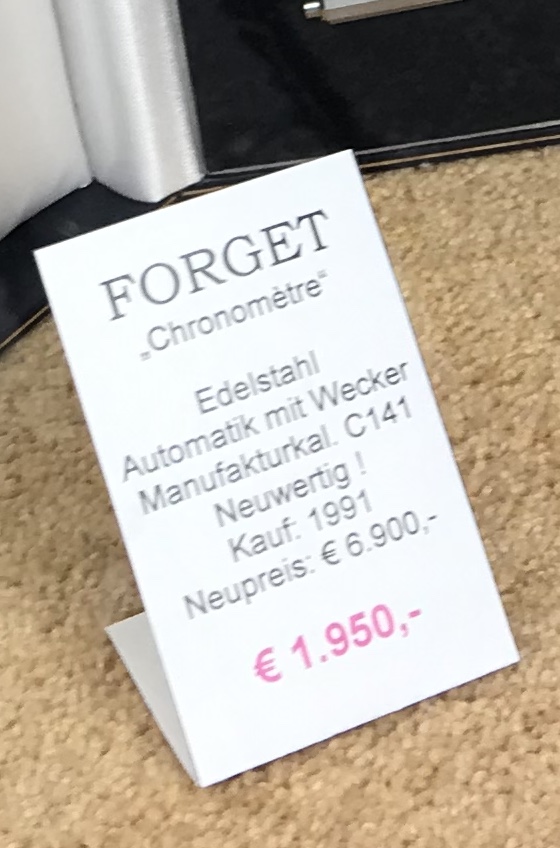 FORGET
„Chronomètre“
Edelstahl
Automatik mit Wecker
Manufakturkal. C141
Neuwertig !
Kauf: 1991
Neupreis: € 6.900,-
€ 1.950,-